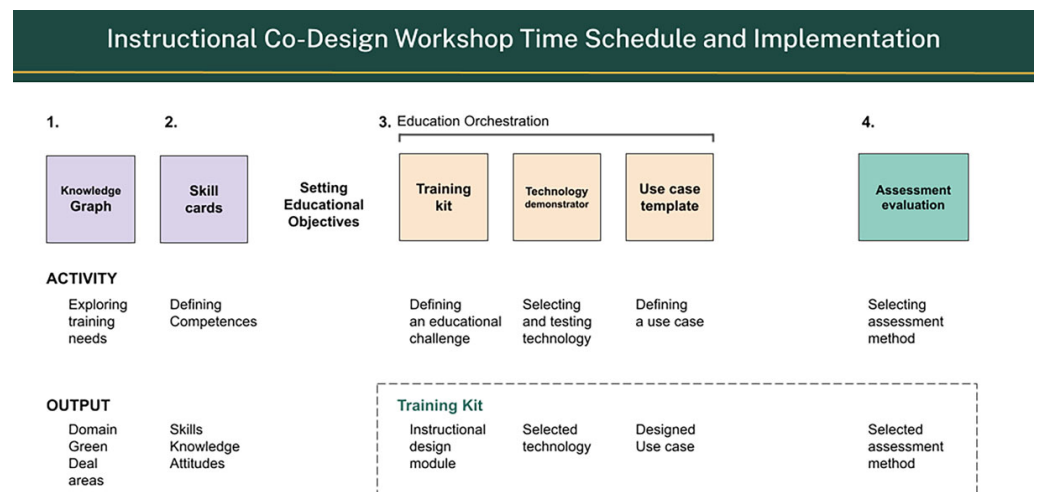 Instructional Co-Design Workshop Time Schedule and Implementation
1.
2.
3. Education Orchestration
4.
Knowledge
Graph
Skill
cards
Setting
Educational
Objectives
Training
kit
Technology
demonstrator
Use case
template
Assessment
evaluation
ACTIVITY
Exploring
training
needs
Defining
Competences
Defining
an educational
challenge
Selecting
and testing
technology
Defining
a use case
Selecting
assessment
method
OUTPUT
Domain
Green
Deal
areas
Skills
Knowledge
Attitudes
Training Kit
Instructional
design
module
Selected
technology
Designed
Use case
Selected
assessment
method